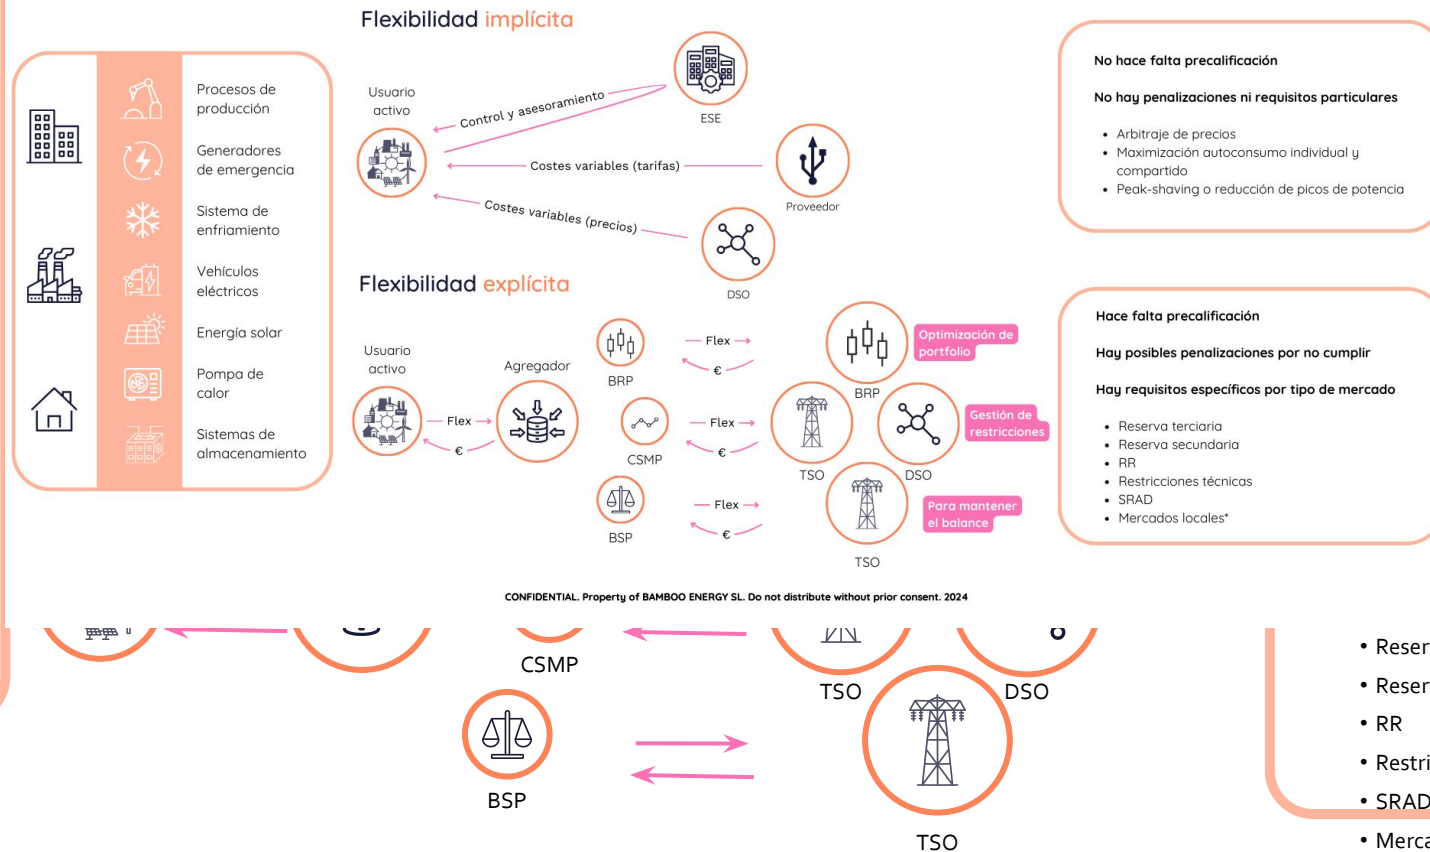 Flexibilidad implícita
Procesos de
producción
Generadores
de emergencia
Sistema de
enfriamiento
Vehículos
eléctricos
Energía solar
Pompa de
calor
Sistemas de
almacenamiento
Usuario
activo
Control y asesoramiento
ESE
Costes variables (tarifas)
Proveedor
Costes variables (precios)
DSO
No hace falta precalificación
No hay penalizaciones ni requisitos particulares
• Arbitraje de precios
• Maximización autoconsumo individual y
compartido
• Peak-shaving o reducción de picos de potencia
Flexibilidad explícita
Usuario
activo
Flex
€
Agregador
BRP
Flex
€
BRP
Optimización de
portfolio
CSMP
Flex
€
TSO
DSO
Gestión de
restricciones
BSP
Flex
€
TSO
Para mantener
el balance
Hace falta precalificación
Hay posibles penalizaciones por no cumplir
Hay requisitos específicos por tipo de mercado
• Reserva terciaria
• Reserva secundaria
• RR
• Restricciones técnicas
• SRAD
• Mercados locales*
CONFIDENTIAL. Property of BAMBOO ENERGY SL. Do not distribute without prior consent. 2024
CSMP
TSO
DSO
BSP
TSO
• Reser
• Reser
• RR
• Restri
• SRAD
• Merca